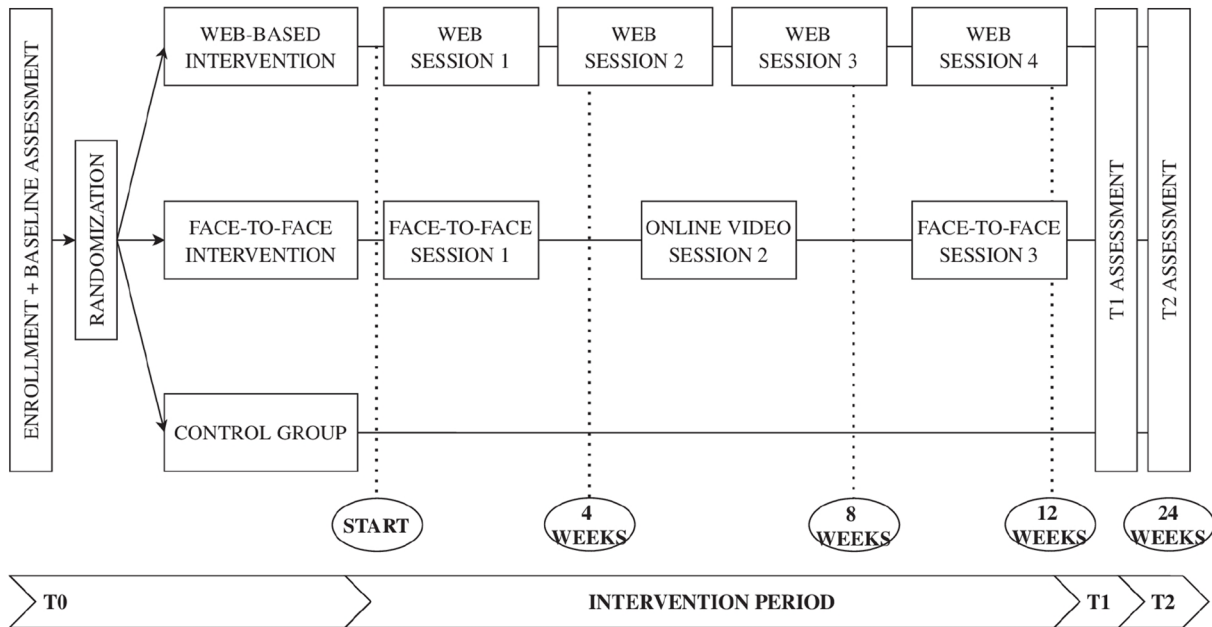 ENROLLMENT + BASELINE ASSESSMENT
RANDOMIZATION
WEB-BASED
INTERVENTION
WEB
SESSION 1
WEB
SESSION 2
WEB
SESSION 3
WEB
SESSION 4
FACE-TO-FACE
INTERVENTION
FACE-TO-FACE
SESSION 1
ONLINE VIDEO
SESSION 2
FACE-TO-FACE
SESSION 3
CONTROL GROUP
T1 ASSESSMENT
T2 ASSESSMENT
START
4
WEEKS
8
WEEKS
12
WEEKS
24
WEEKS
T0
INTERVENTION PERIOD
T1
T2